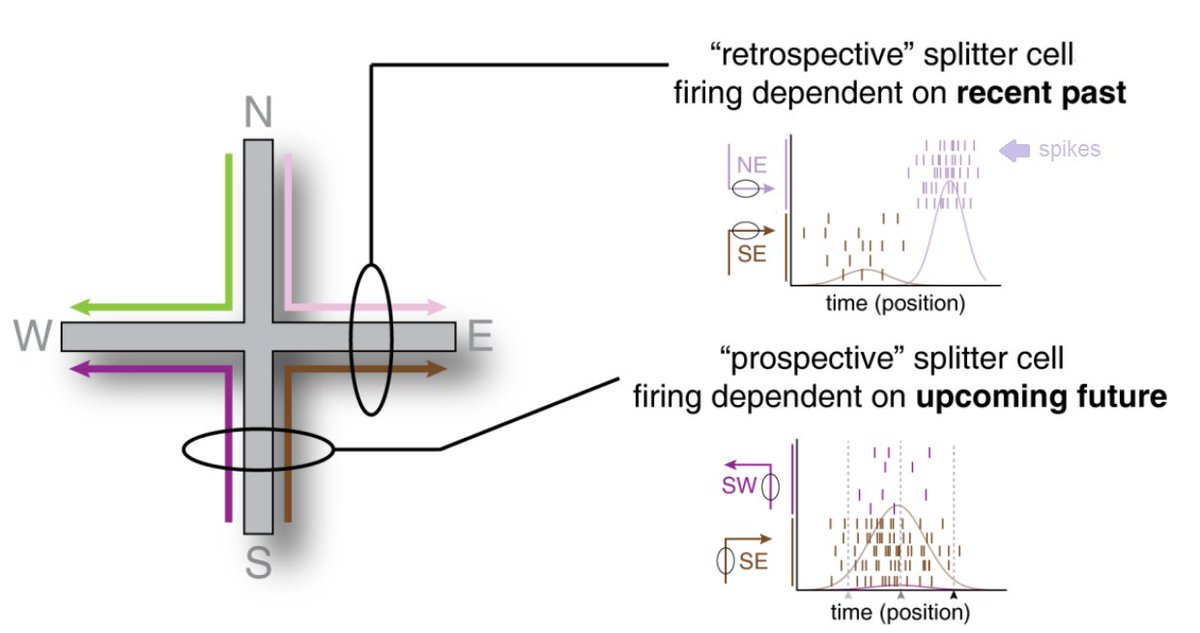 N
W
E
S
“retrospective” splitter cell
firing dependent on recent past
NE
SE
spikes
time (position)
“prospective” splitter cell
firing dependent on upcoming future
SW
SE
time (position)